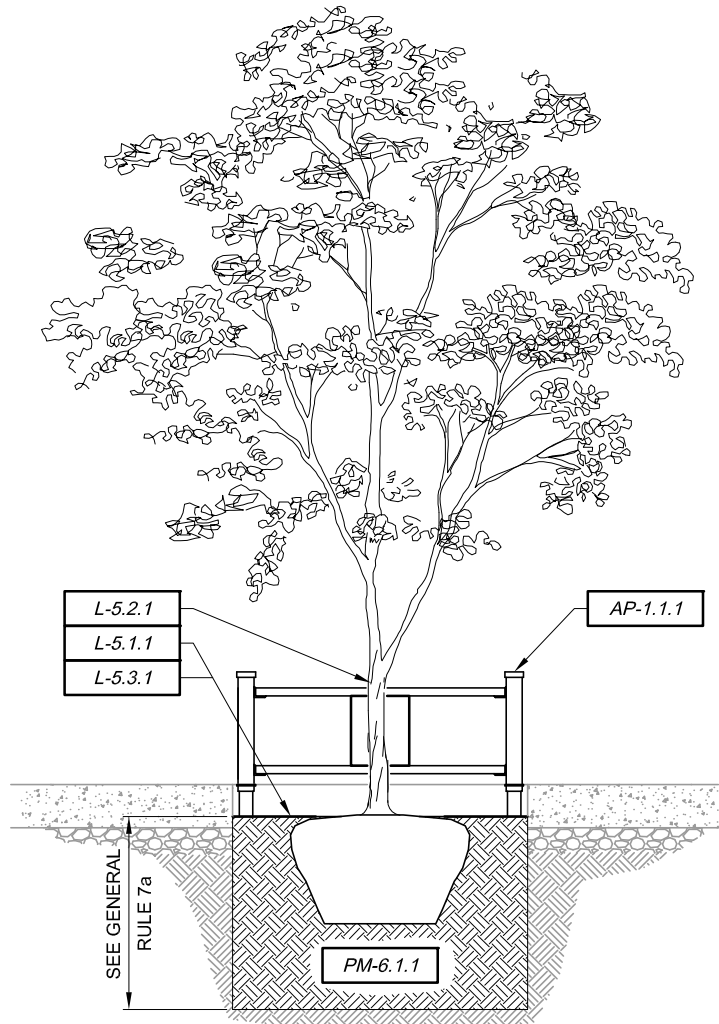 L-5.2.1
L-5.1.1
L-5.3.1
AP-1.1.1
SEE GENERAL
RULE 7a
PM-6.1.1